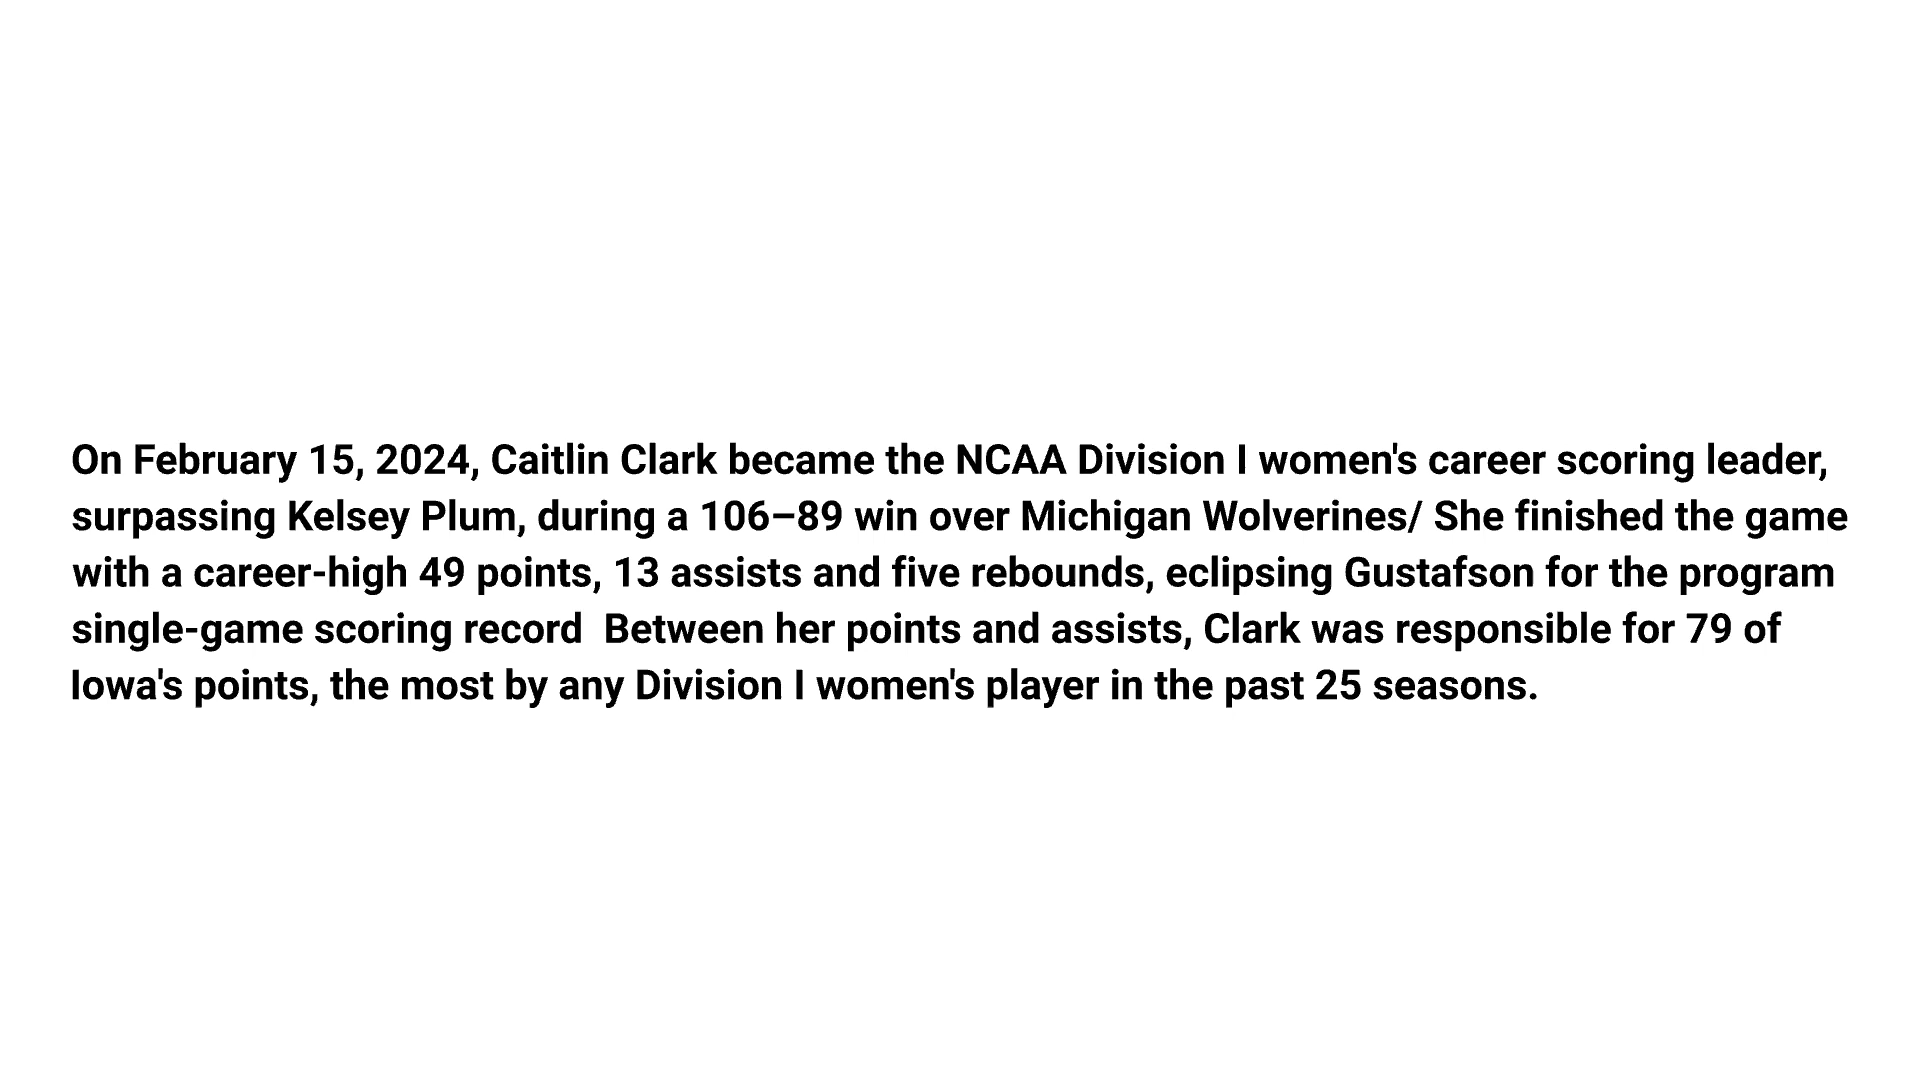 On February 15, 2024, Caitlin Clark became the NCAA Division I women's career scoring leader,
surpassing Kelsey Plum, during a 106–89 win over Michigan Wolverines/ She finished the game
with a career-high 49 points, 13 assists and five rebounds, eclipsing Gustafson for the program
single-game scoring record  Between her points and assists, Clark was responsible for 79 of
Iowa's points, the most by any Division I women's player in the past 25 seasons.